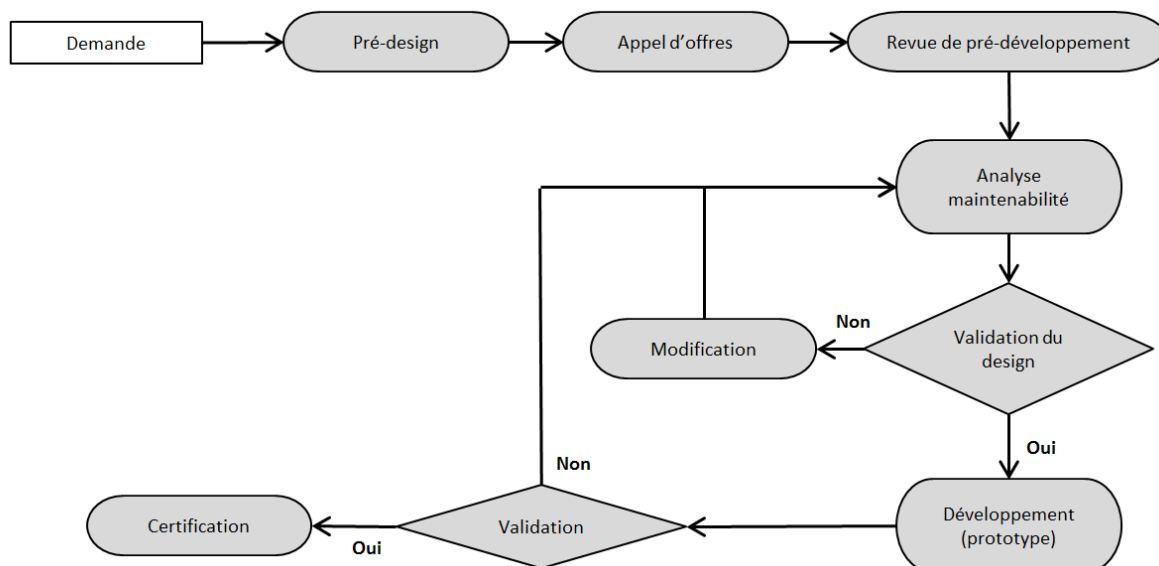 Demande
Pré-design
Appel d'offres
Revue de pré-développement
Analyse
maintenabilité
Non
Modification
Validation du
design
Oui
Non
Certification
Validation
Développement
(prototype)
Oui